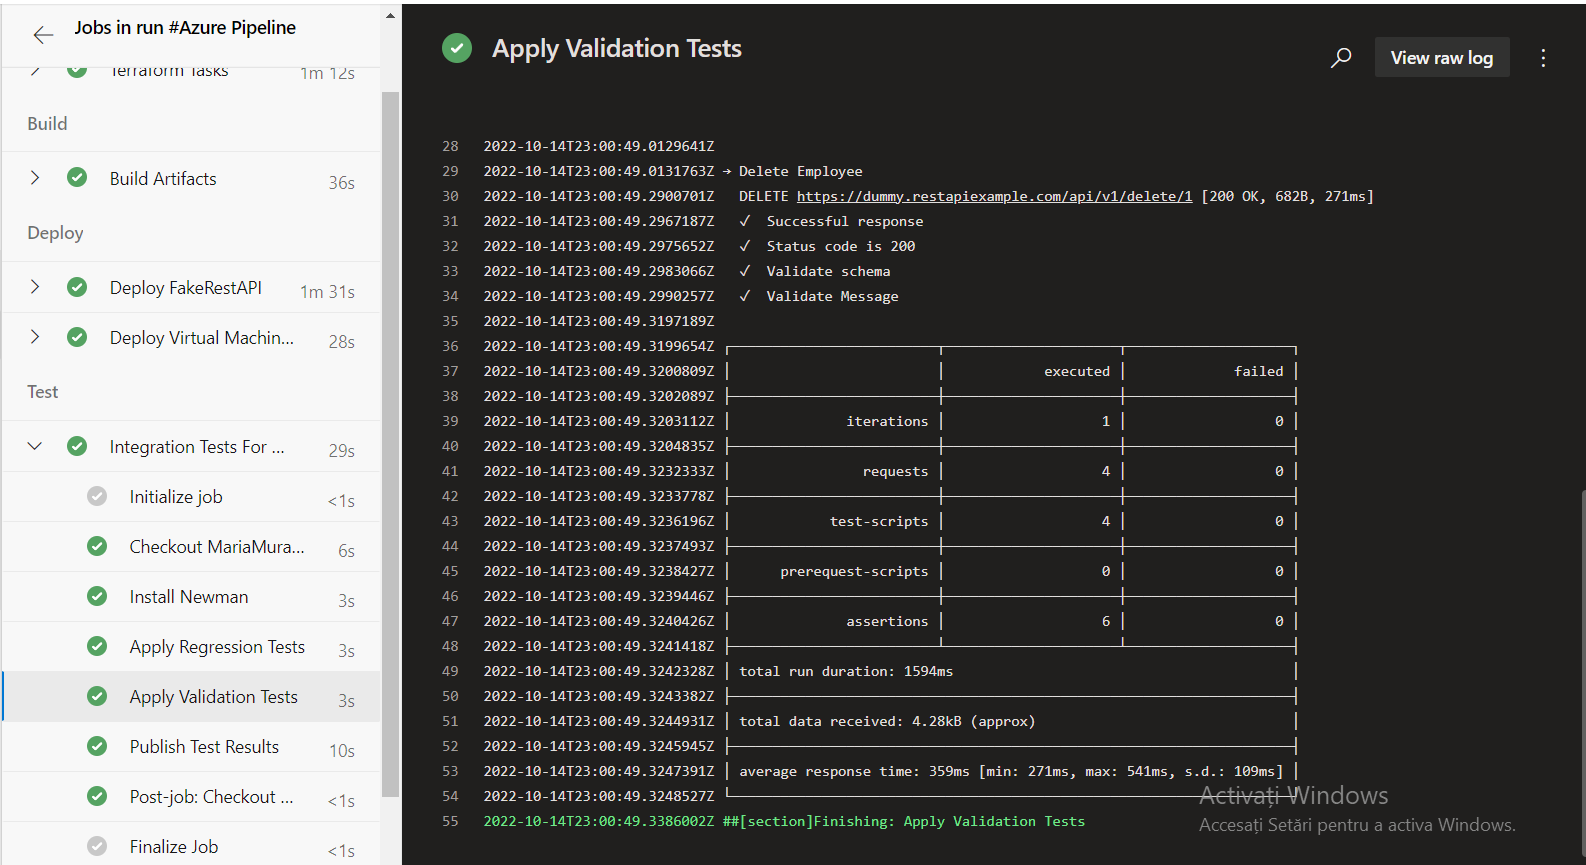 Jobs in run #Azure Pipeline
Terraform Tasks 1m 12s
Build
Build Artifacts 36s
Deploy
Deploy FakeRestAPI 1m 31s
Deploy Virtual Machin... 28s
Test
Integration Tests For ... 29s
Initialize job <1s
Checkout MariaMura... 6s
Install Newman 3s
Apply Regression Tests 3s
Apply Validation Tests 3s
Publish Test Results 10s
Post-job: Checkout ... <1s
Finalize Job <1s
Apply Validation Tests
View raw log
28 2022-10-14T23:00:49.0129641Z
29 2022-10-14T23:00:49.0131763Z → Delete Employee
30 2022-10-14T23:00:49.2900701Z DELETE https://dummy.restapiexample.com/api/v1/delete/1 [200 OK, 682B, 271ms]
31 2022-10-14T23:00:49.2967187Z ✓ Successful response
32 2022-10-14T23:00:49.2975652Z ✓ Status code is 200
33 2022-10-14T23:00:49.2983066Z ✓ Validate schema
34 2022-10-14T23:00:49.2990257Z ✓ Validate Message
35 2022-10-14T23:00:49.3197189Z
36 2022-10-14T23:00:49.3199654Z
37 2022-10-14T23:00:49.3200809Z │ │ executed │ failed │
38 2022-10-14T23:00:49.3202089Z
39 2022-10-14T23:00:49.3203112Z │ iterations │ 1 │ 0 │
40 2022-10-14T23:00:49.3204835Z
41 2022-10-14T23:00:49.3232333Z │ requests │ 4 │ 0 │
42 2022-10-14T23:00:49.3233778Z
43 2022-10-14T23:00:49.3236196Z │ test-scripts │ 4 │ 0 │
44 2022-10-14T23:00:49.3237493Z
45 2022-10-14T23:00:49.3238427Z │ prerequest-scripts │ 0 │ 0 │
46 2022-10-14T23:00:49.3239446Z
47 2022-10-14T23:00:49.3240426Z │ assertions │ 6 │ 0 │
48 2022-10-14T23:00:49.3241418Z
49 2022-10-14T23:00:49.3242328Z │ total run duration: 1594ms │
50 2022-10-14T23:00:49.3243382Z
51 2022-10-14T23:00:49.3244931Z │ total data received: 4.28kB (approx) │
52 2022-10-14T23:00:49.3245945Z
53 2022-10-14T23:00:49.3247391Z │ average response time: 359ms [min: 271ms, max: 541ms, s.d.: 109ms] │
54 2022-10-14T23:00:49.3248527Z
55 2022-10-14T23:00:49.3386002Z ##[section]Finishing: Apply Validation Tests
Activați Windows
Accesați Setări pentru a activa Windows.